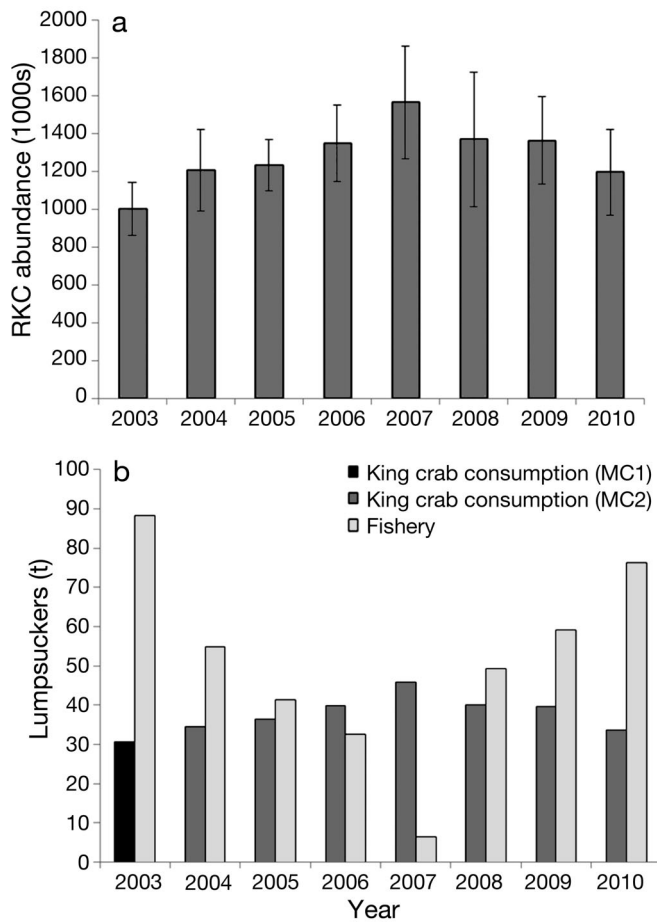 a
RKC abundance (1000s)
2000
1800
1600
1400
1200
1000
800
600
400
200
0
2003 2004 2005 2006 2007 2008 2009 2010
b
King crab consumption (MC1)
King crab consumption (MC2)
Fishery
Lumpsuckers (t)
100
90
80
70
60
50
40
30
20
10
0
2003 2004 2005 2006 2007 2008 2009 2010
Year